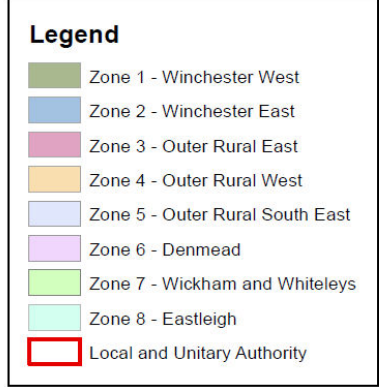 Legend
Zone 1 - Winchester West
Zone 2 - Winchester East
Zone 3 - Outer Rural East
Zone 4 - Outer Rural West
Zone 5 - Outer Rural South East
Zone 6 - Denmead
Zone 7 - Wickham and Whiteleys
Zone 8 - Eastleigh
Local and Unitary Authority